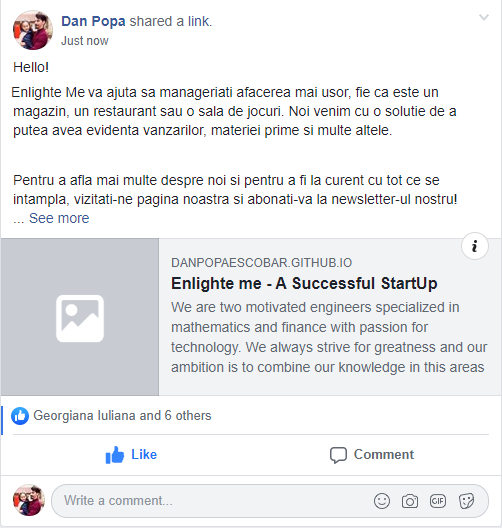 Dan Popa shared a link.
Just now
Hello!
Enlighte Me va ajuta sa manageriati afacerea mai usor, fie ca este un
magazin, un restaurant sau o sala de jocuri. Noi venim cu o solutie de a
putea avea evidenta vanzarilor, materiei prime si multe altele.
Pentru a afla mai multe despre noi si pentru a fi la curent cu tot ce se
intampla, vizitati-ne pagina noastra si abonati-va la newsletter-ul nostru!
... See more
DANPOPAESCOBAR.GITHUB.IO
Enlighte me - A Successful StartUp
We are two motivated engineers specialized in
mathematics and finance with passion for
technology. We always strive for greatness and our
ambition is to combine our knowledge in this areas
Georgiana Iuliana and 6 others
Like
Comment
Write a comment...
GIF